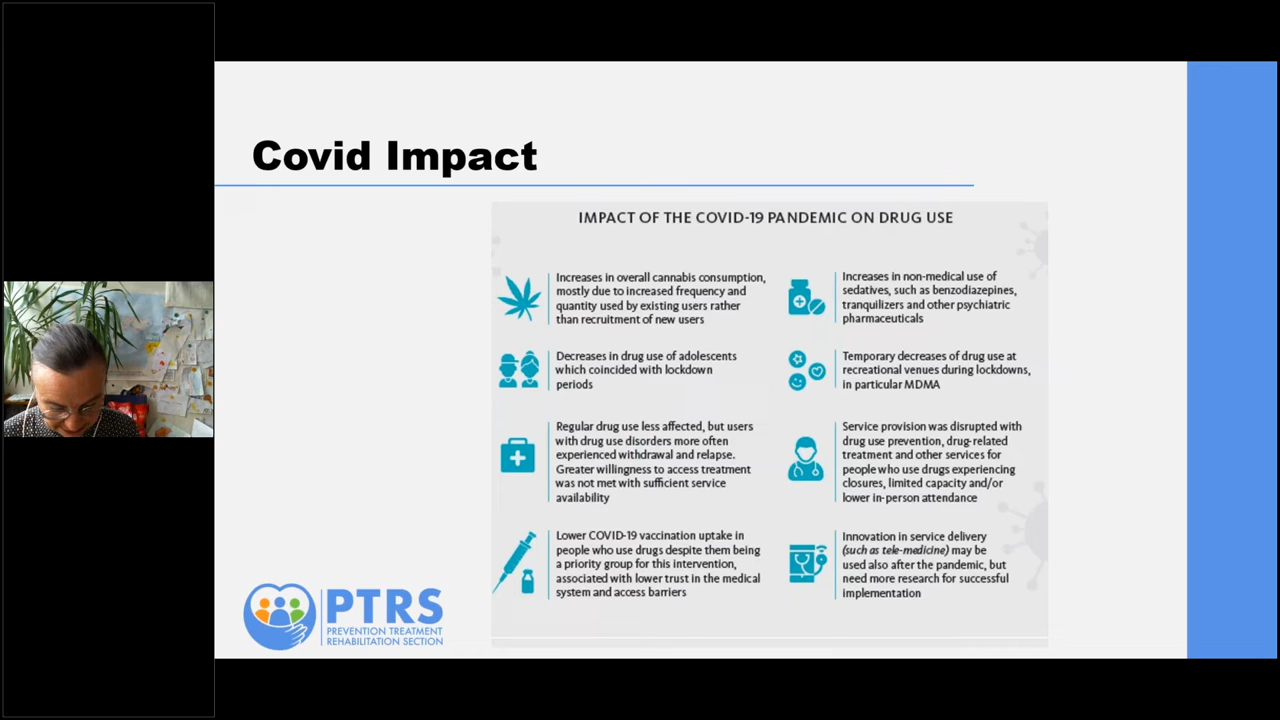 Covid Impact
IMPACT OF THE COVID-19 PANDEMIC ON DRUG USE
Increases in overall cannabis consumption,
mostly due to increased frequency and
quantity used by existing users rather
than recruitment of new users
Increases in non-medical use of
sedatives, such as benzodiazepines,
tranquilizers and other psychiatric
pharmaceuticals
Decreases in drug use of adolescents
which coincided with lockdown
periods
Temporary decreases of drug use at
recreational venues during lockdowns,
in particular MDMA
Regular drug use less affected, but users
with drug use disorders more often
experienced withdrawal and relapse.
Greater willingness to access treatment
was not met with sufficient service
availability
Service provision was disrupted with
drug use prevention, drug-related
treatment and other services for
people who use drugs experiencing
closures, limited capacity and/or
lower in-person attendance
Lower COVID-19 vaccination uptake in
people who use drugs despite them being
a priority group for this intervention,
associated with lower trust in the medical
system and access barriers
Innovation in service delivery
(such as tele-medicine) may be
used also after the pandemic, but
need more research for successful
implementation
PTRS
PREVENTION TREATMENT
REHABILITATION SECTION